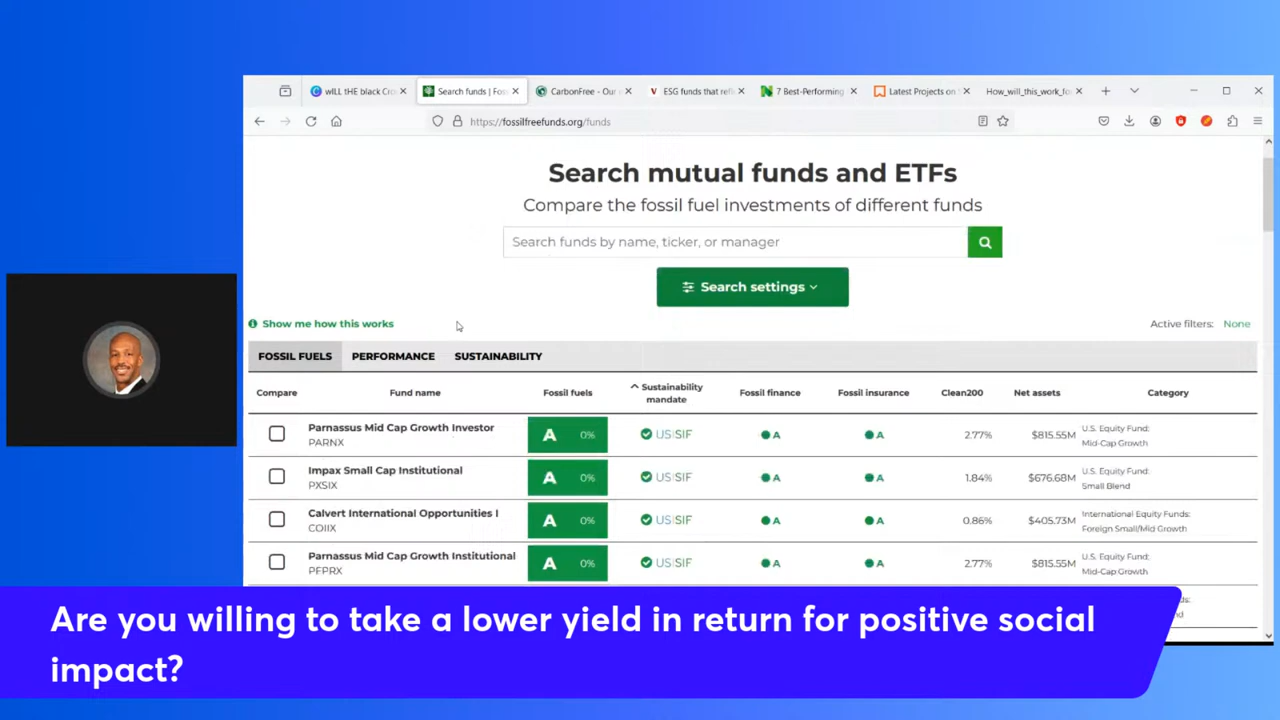 wILL tHE black Cro
Search funds | Fos
CarbonFree - Our
ESG funds that refl
7 Best-Performing
Latest Projects on
How_will_this_work_fo
https://fossilfreefunds.org/funds
Search mutual funds and ETFs
Compare the fossil fuel investments of different funds
Search funds by name, ticker, or manager
Search settings
Show me how this works
Active filters: None
FOSSIL FUELS PERFORMANCE SUSTAINABILITY
Compare Fund name Fossil fuels Sustainability mandate Fossil finance Fossil insurance Clean200 Net assets Category
Parnassus Mid Cap Growth Investor
PARNX
A 0% US|SIF A A 2.77% $815.55M
U.S. Equity Fund:
Mid-Cap Growth
Impax Small Cap Institutional
PXSIX
A 0% US|SIF A A 1.84% $676.68M
U.S. Equity Fund:
Small Blend
Calvert International Opportunities I
COIIX
A 0% US|SIF A A 0.86% $405.73M
International Equity Funds:
Foreign Small/Mid Growth
Parnassus Mid Cap Growth Institutional
PFPRX
A 0% US|SIF A A 2.77% $815.55M
U.S. Equity Fund:
Mid-Cap Growth
Are you willing to take a lower yield in return for positive social
impact?